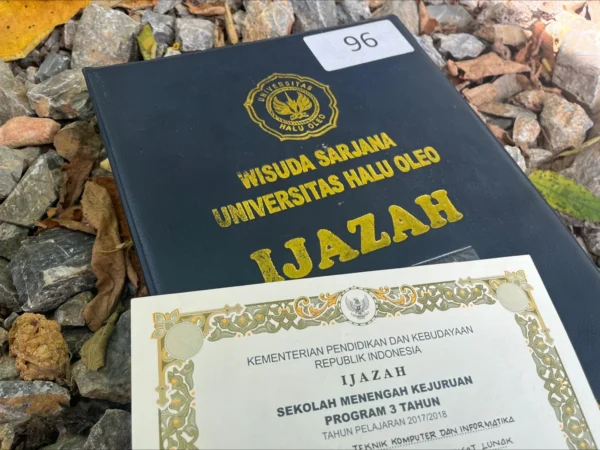 96
UNIVERSITAS
HALU OLEO
WISUDA SARJANA
UNIVERSITAS HALU OLEO
IJAZAH
KEMENTERIAN PENDIDIKAN DAN KEBUDAYAAN
REPUBLIK INDONESIA
IJAZAH
SEKOLAH MENENGAH KEJURUAN
PROGRAM 3 TAHUN
TAHUN PELAJARAN 2017/2018
TEKNIK KOMPUTER DAN INFORMATIKA
LUNAK